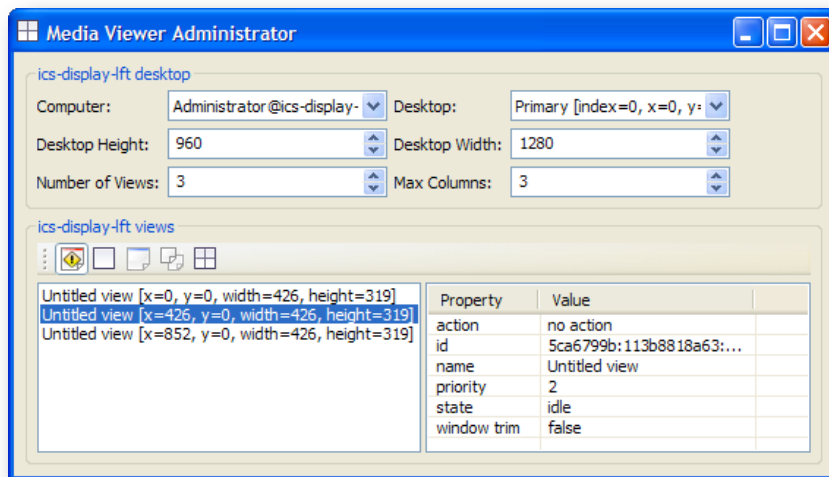 Media Viewer Administrator
ics-display-lft desktop
Computer: Administrator@ics-display- Desktop: Primary [index=0, x=0, y=
Desktop Height: 960 Desktop Width: 1280
Number of Views: 3 Max Columns: 3
ics-display-lft views
Untitled view [x=0, y=0, width=426, height=319]
Untitled view [x=426, y=0, width=426, height=319]
Untitled view [x=852, y=0, width=426, height=319]
Property Value
action no action
id 5ca6799b:113b8818a63:...
name Untitled view
priority 2
state idle
window trim false